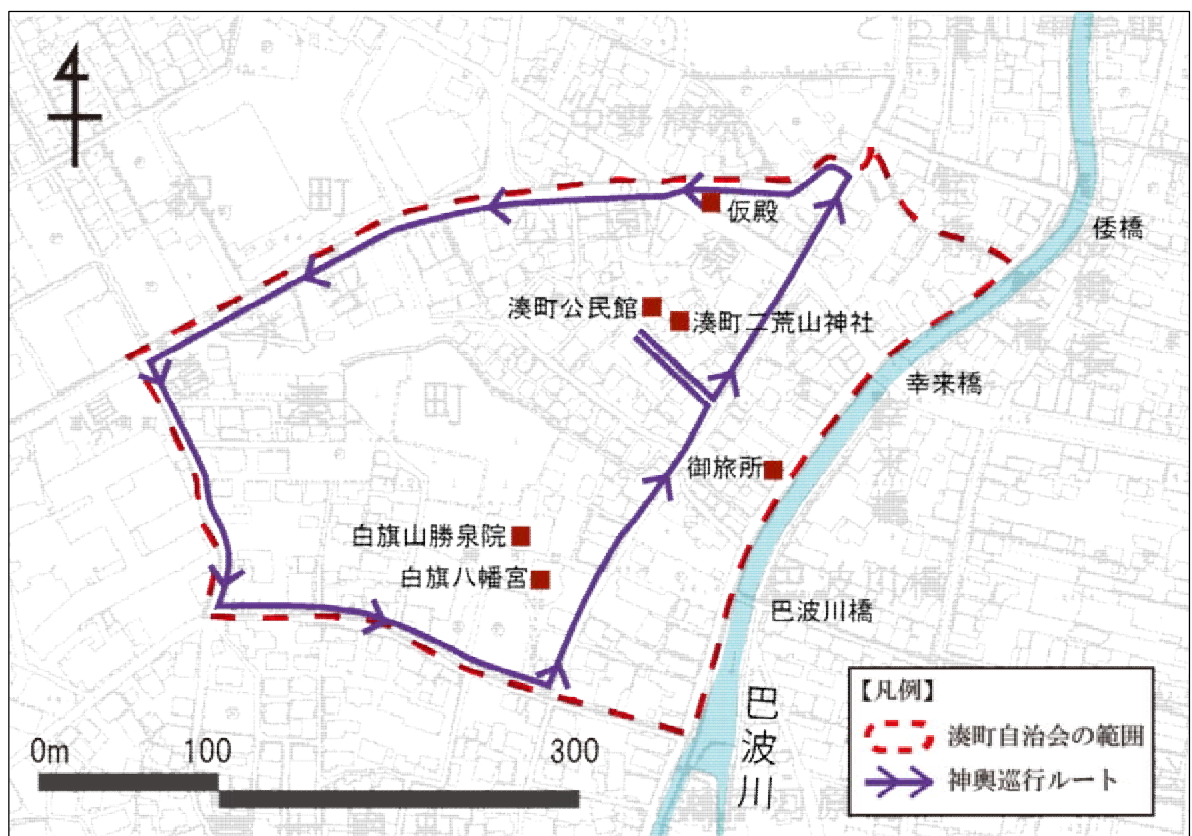 倭橋
仮殿
湊町公民館
湊町二荒山神社
幸来橋
御旅所
白旗山勝泉院
白旗八幡宮
巴波川橋
巴波川
【凡例】
湊町自治会の範囲
神輿巡行ルート
0m 100 300